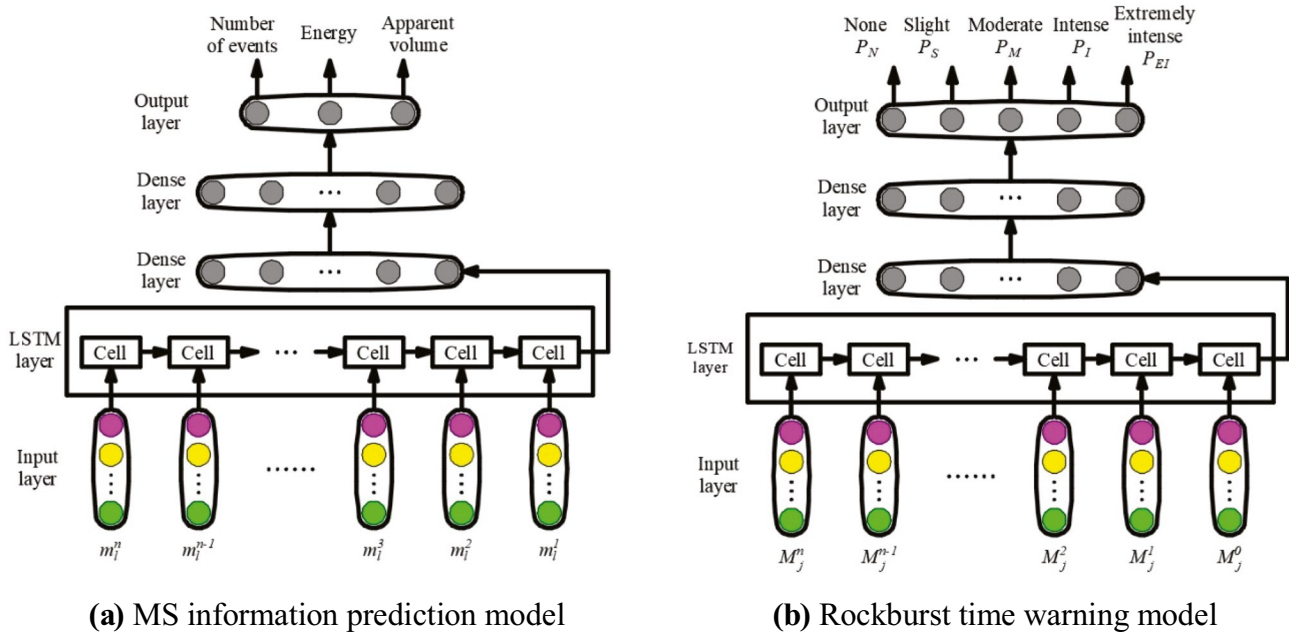 Number
of events
Energy
Apparent
volume
Output
layer
Dense
layer
...
Dense
layer
...
LSTM
layer
Cell
Cell
...
Cell
Cell
Cell
Input
layer
......
m_l^n
m_l^{n-1}
m_l^3
m_l^2
m_l^1
(a) MS information prediction model
None
P_N
Slight
P_S
Moderate
P_M
Intense
P_I
Extremely
intense
P_{EI}
Output
layer
Dense
layer
...
Dense
layer
...
LSTM
layer
Cell
Cell
...
Cell
Cell
Cell
Input
layer
......
M_j^n
M_j^{n-1}
M_j^2
M_j^1
M_j^0
(b) Rockburst time warning model